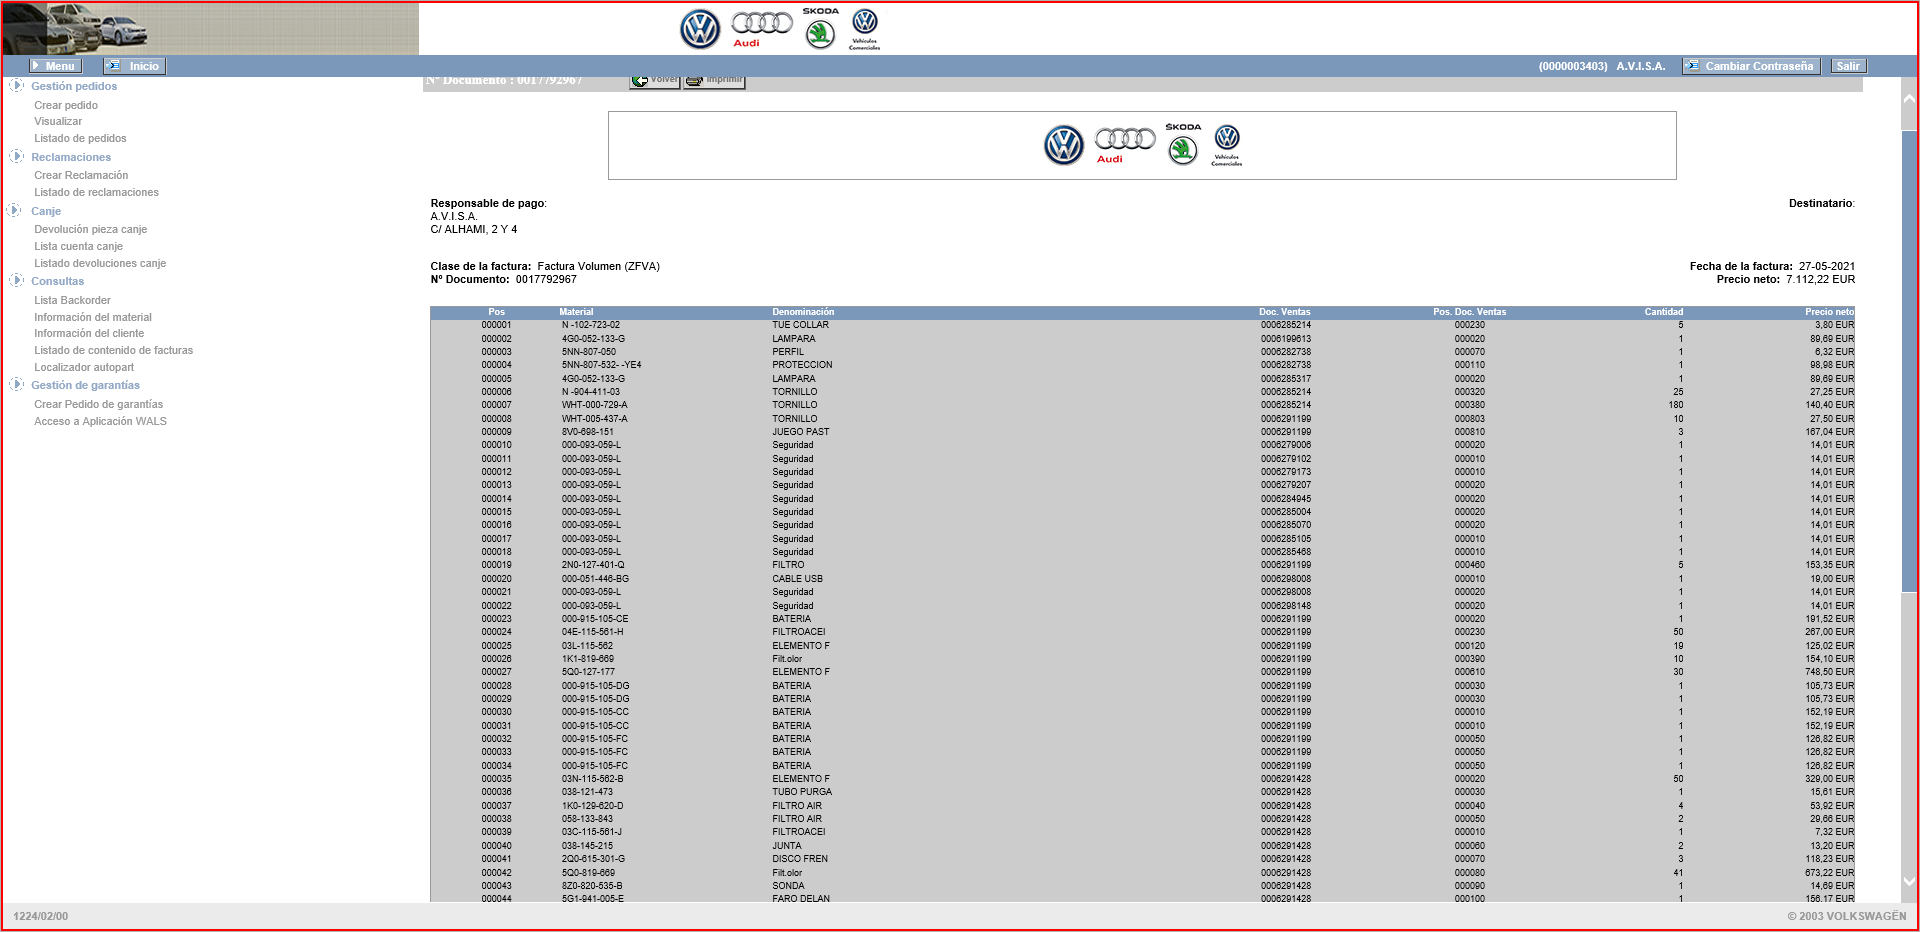 Audi
SKODA
Vehículos
Comerciales
Menu
Inicio
(0000003403) A.V.I.S.A.
Cambiar Contraseña
Salir
Nº Documento : 0017792967
Volver
Imprimir
Gestión pedidos
Crear pedido
Visualizar
Listado de pedidos
Reclamaciones
Crear Reclamación
Listado de reclamaciones
Canje
Devolución pieza canje
Lista cuenta canje
Listado devoluciones canje
Consultas
Lista Backorder
Información del material
Información del cliente
Listado de contenido de facturas
Localizador autopart
Gestión de garantías
Crear Pedido de garantías
Acceso a Aplicación WALS
Audi
SKODA
Vehículos
Comerciales
Responsable de pago:
Destinatario:
A.V.I.S.A.
C/ ALHAMI, 2 Y 4
Clase de la factura: Factura Volumen (ZFVA)
Fecha de la factura: 27-05-2021
Nº Documento: 0017792967
Precio neto: 7.112,22 EUR
Pos Material Denominación Doc. Ventas Pos. Doc. Ventas Cantidad Precio neto
000001 N -102-723-02 TUE COLLAR 0006285214 000230 5 3,80 EUR
000002 4G0-052-133-G LAMPARA 0006199613 000020 1 89,69 EUR
000003 5NN-807-050 PERFIL 0006282738 000070 1 6,32 EUR
000004 5NN-807-532- -YE4 PROTECCION 0006282738 000110 1 98,98 EUR
000005 4G0-052-133-G LAMPARA 0006285317 000020 1 89,69 EUR
000006 N -904-411-03 TORNILLO 0006285214 000320 25 27,25 EUR
000007 WHT-000-729-A TORNILLO 0006285214 000380 180 140,40 EUR
000008 WHT-005-437-A TORNILLO 0006291199 000803 10 27,50 EUR
000009 8V0-698-151 JUEGO PAST 0006291199 000810 3 167,04 EUR
000010 000-093-059-L Seguridad 0006279006 000020 1 14,01 EUR
000011 000-093-059-L Seguridad 0006279102 000010 1 14,01 EUR
000012 000-093-059-L Seguridad 0006279173 000010 1 14,01 EUR
000013 000-093-059-L Seguridad 0006279207 000020 1 14,01 EUR
000014 000-093-059-L Seguridad 0006284945 000020 1 14,01 EUR
000015 000-093-059-L Seguridad 0006285004 000020 1 14,01 EUR
000016 000-093-059-L Seguridad 0006285070 000020 1 14,01 EUR
000017 000-093-059-L Seguridad 0006285105 000010 1 14,01 EUR
000018 000-093-059-L Seguridad 0006285468 000010 1 14,01 EUR
000019 2N0-127-401-Q FILTRO 0006291199 000460 5 153,35 EUR
000020 000-051-446-BG CABLE USB 0006298008 000010 1 19,00 EUR
000021 000-093-059-L Seguridad 0006298008 000020 1 14,01 EUR
000022 000-093-059-L Seguridad 0006298148 000020 1 14,01 EUR
000023 000-915-105-CE BATERIA 0006291199 000020 1 191,52 EUR
000024 04E-115-561-H FILTROACEI 0006291199 000230 50 267,00 EUR
000025 03L-115-562 ELEMENTO F 0006291199 000120 19 125,02 EUR
000026 1K1-819-669 Filt.olor 0006291199 000390 10 154,10 EUR
000027 5Q0-127-177 ELEMENTO F 0006291199 000610 30 748,50 EUR
000028 000-915-105-DG BATERIA 0006291199 000030 1 105,73 EUR
000029 000-915-105-DG BATERIA 0006291199 000030 1 105,73 EUR
000030 000-915-105-CC BATERIA 0006291199 000010 1 152,19 EUR
000031 000-915-105-CC BATERIA 0006291199 000010 1 152,19 EUR
000032 000-915-105-FC BATERIA 0006291199 000050 1 126,82 EUR
000033 000-915-105-FC BATERIA 0006291199 000050 1 126,82 EUR
000034 000-915-105-FC BATERIA 0006291199 000050 1 126,82 EUR
000035 03N-115-562-B ELEMENTO F 0006291428 000020 50 329,00 EUR
000036 038-121-473 TUBO PURGA 0006291428 000030 1 15,61 EUR
000037 1K0-129-620-D FILTRO AIR 0006291428 000040 4 53,92 EUR
000038 058-133-843 FILTRO AIR 0006291428 000050 2 29,66 EUR
000039 03C-115-561-J FILTROACEI 0006291428 000010 1 7,32 EUR
000040 038-145-215 JUNTA 0006291428 000060 2 13,20 EUR
000041 2Q0-615-301-G DISCO FREN 0006291428 000070 3 118,23 EUR
000042 5Q0-819-669 Filt.olor 0006291428 000080 41 673,22 EUR
000043 8Z0-820-535-B SONDA 0006291428 000090 1 14,69 EUR
000044 5G1-941-005-E FARO DELAN 0006291428 000100 1 156,17 EUR
1224/02/00
© 2003 VOLKSWAGËN